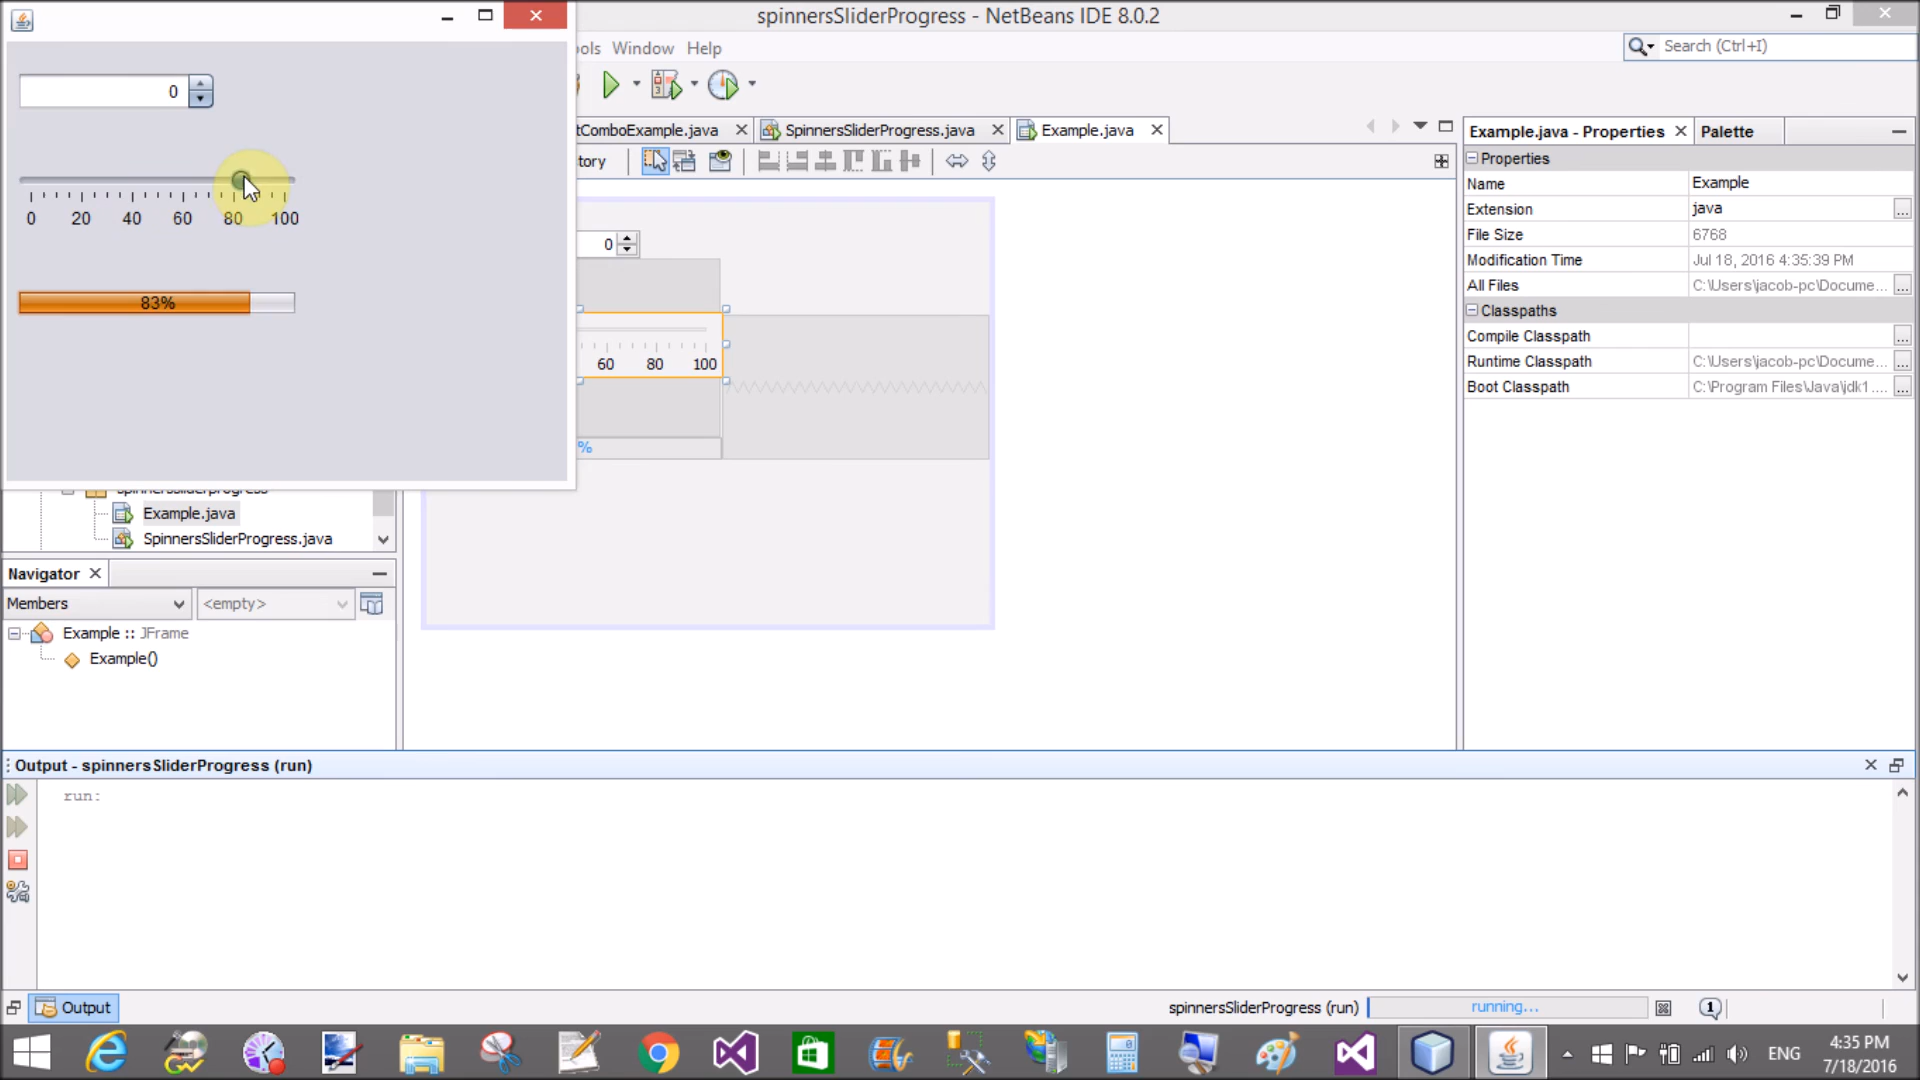 spinnersSliderProgress - NetBeans IDE 8.0.2
ools Window Help
Search (Ctrl+I)
0
tComboExample.java
SpinnersSliderProgress.java
Example.java
tory
0 20 40 60 80 100
83%
0
60 80 100
%
Example.java - Properties
Palette
Properties
Name Example
Extension java
...
File Size 6768
Modification Time Jul 18, 2016 4:35:39 PM
All Files C:\Users\jacob-pc\Docume...
...
Classpaths
Compile Classpath
...
Runtime Classpath C:\Users\jacob-pc\Docume...
...
Boot Classpath C:\Program Files\Java\jdk1....
...
spinnerssliderprogress
Example.java
SpinnersSliderProgress.java
Navigator
Members
<empty>
Example :: JFrame
Example()
Output - spinnersSliderProgress (run)
run:
Output
spinnersSliderProgress (run)
running...
1
ENG
4:35 PM
7/18/2016